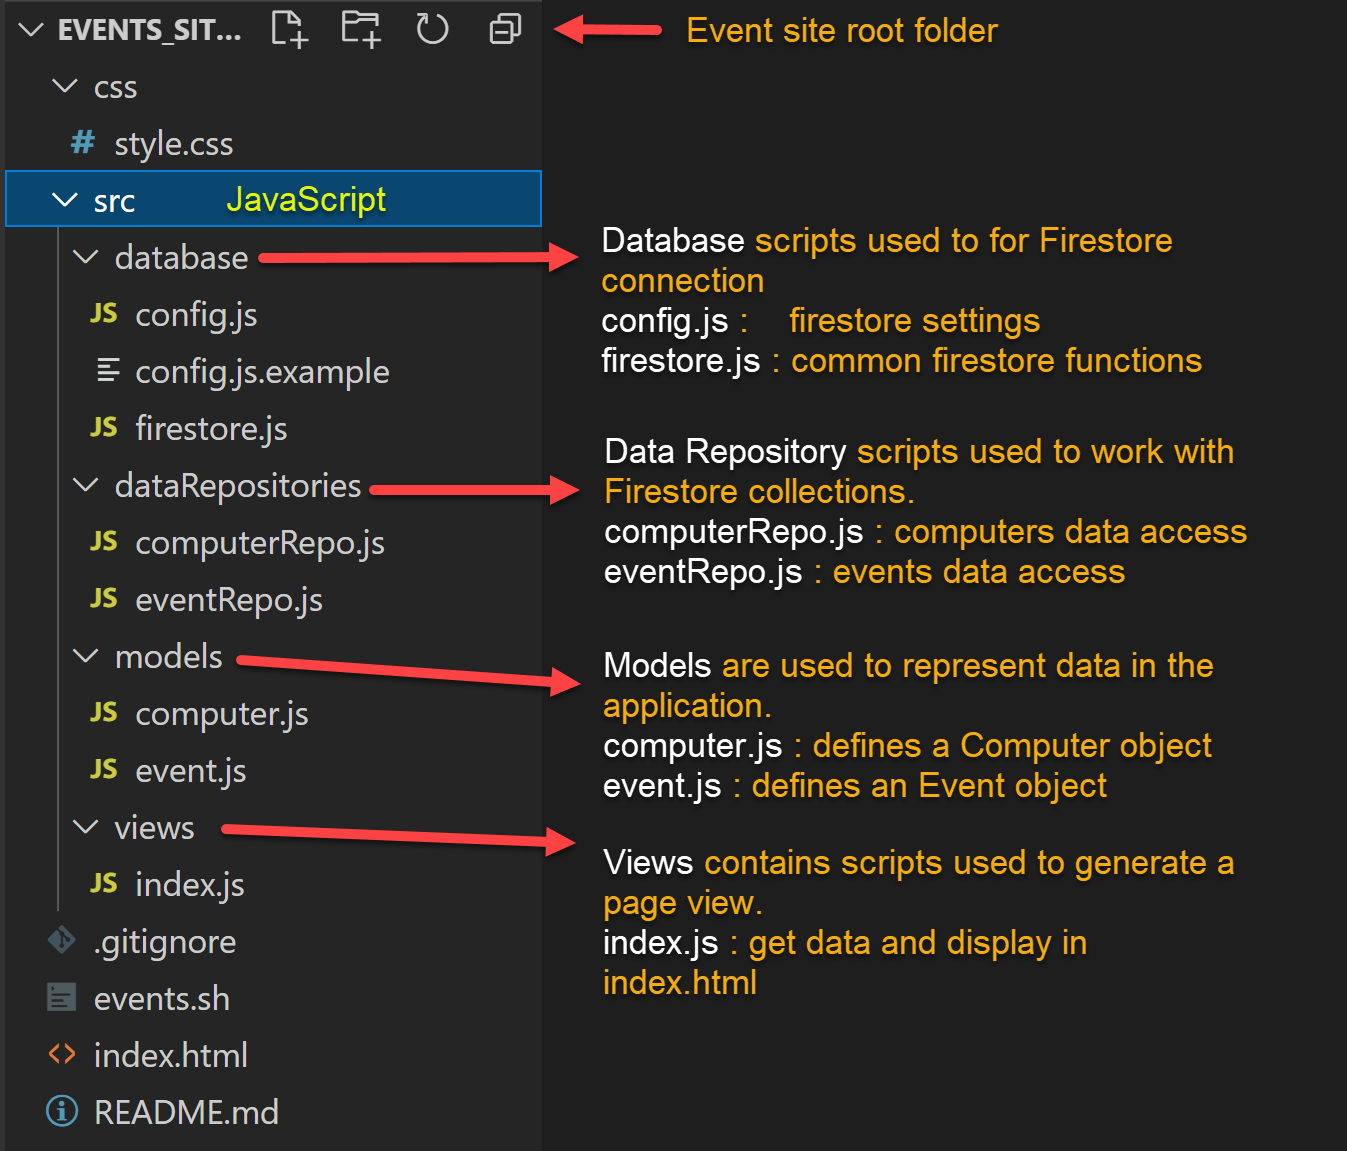 EVENTS_SIT...
Event site root folder
css
# style.css
src JavaScript
database
JS config.js
config.js.example
JS firestore.js
dataRepositories
JS computerRepo.js
JS eventRepo.js
models
JS computer.js
JS event.js
views
JS index.js
.gitignore
events.sh
<> index.html
README.md
Database scripts used to for Firestore
connection
config.js : firestore settings
firestore.js : common firestore functions
Data Repository scripts used to work with
Firestore collections.
computerRepo.js : computers data access
eventRepo.js : events data access
Models are used to represent data in the
application.
computer.js : defines a Computer object
event.js : defines an Event object
Views contains scripts used to generate a
page view.
index.js : get data and display in
index.html